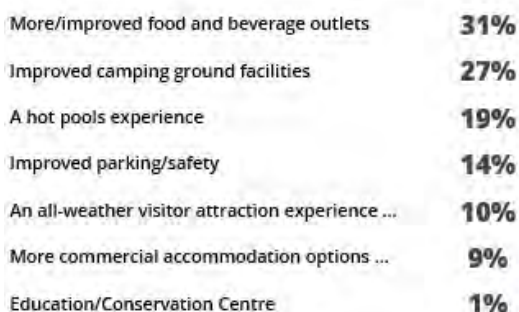 More/improved food and beverage outlets 31%
Improved camping ground facilities 27%
A hot pools experience 19%
Improved parking/safety 14%
An all-weather visitor attraction experience ... 10%
More commercial accommodation options ... 9%
Education/Conservation Centre 1%